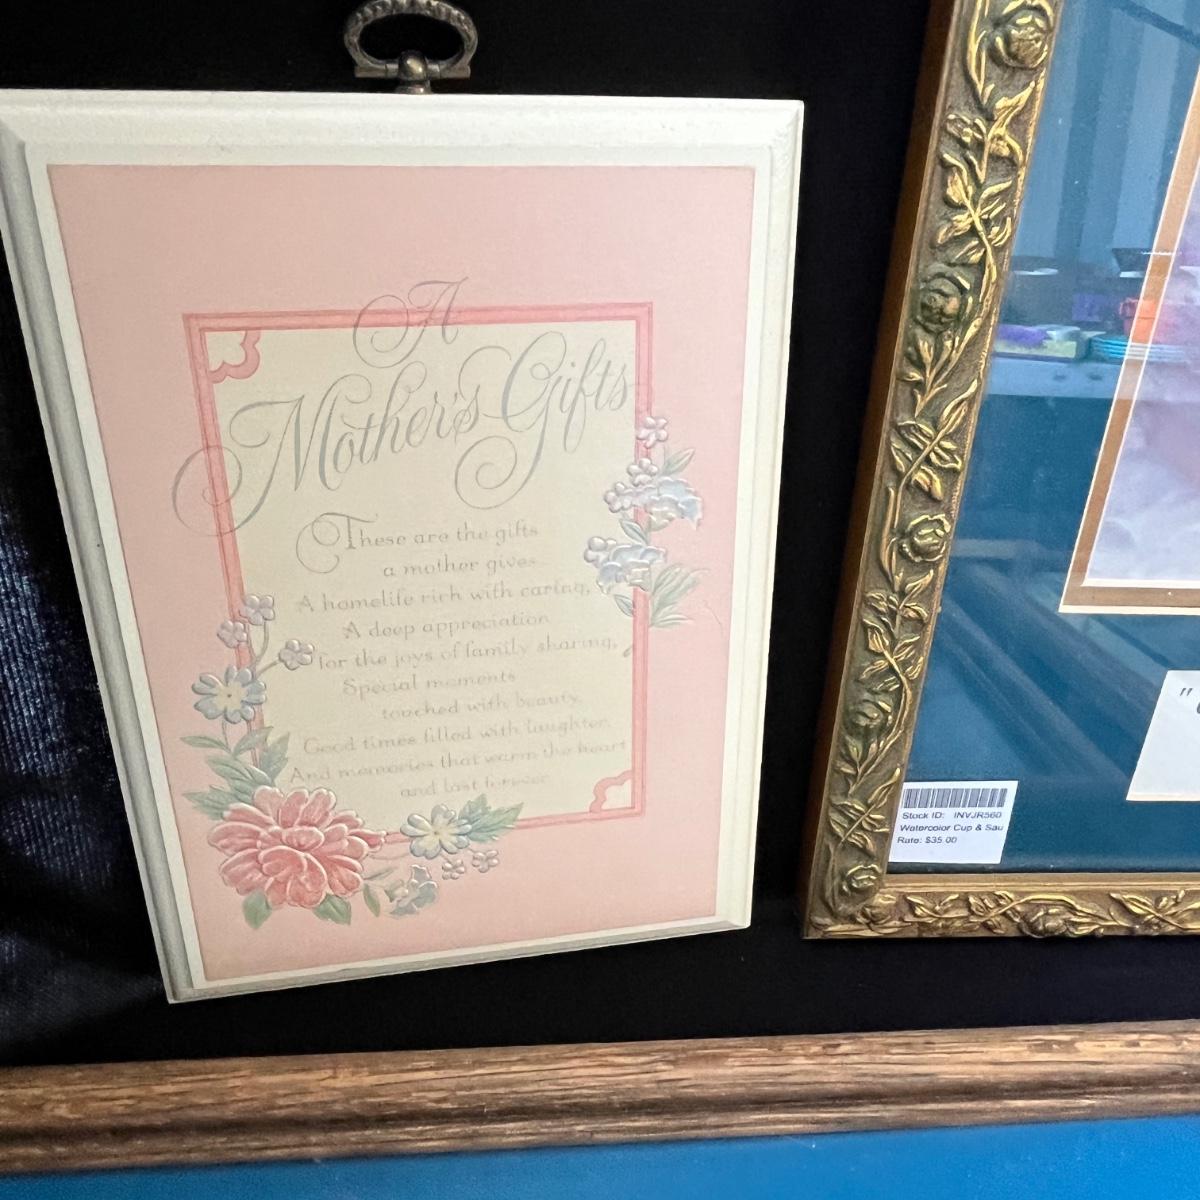 A
Mother's Gifts
These are the gifts
a mother gives
A homelife rich with caring,
A deep appreciation
for the joys of family sharing,
Special moments
touched with beauty,
Good times filled with laughter,
And memories that warm the heart
and last forever
Stock ID: INVJR560
Watercolor Cup & Sau
Rate: $35.00
"